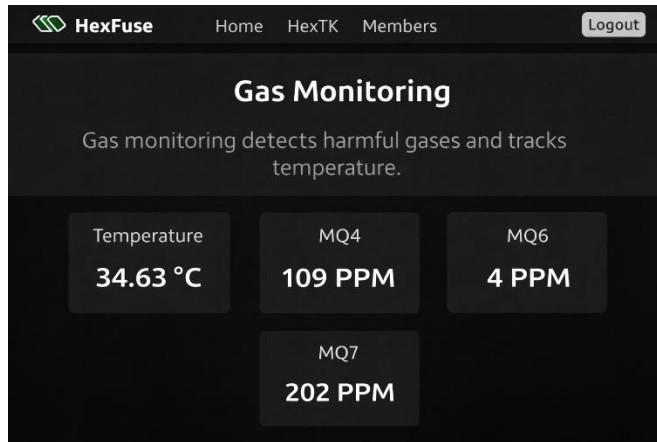 HexFuse Home HexTK Members Logout
Gas Monitoring
Gas monitoring detects harmful gases and tracks
temperature.
Temperature MQ4 MQ6
34.63 °C 109 PPM 4 PPM
MQ7
202 PPM